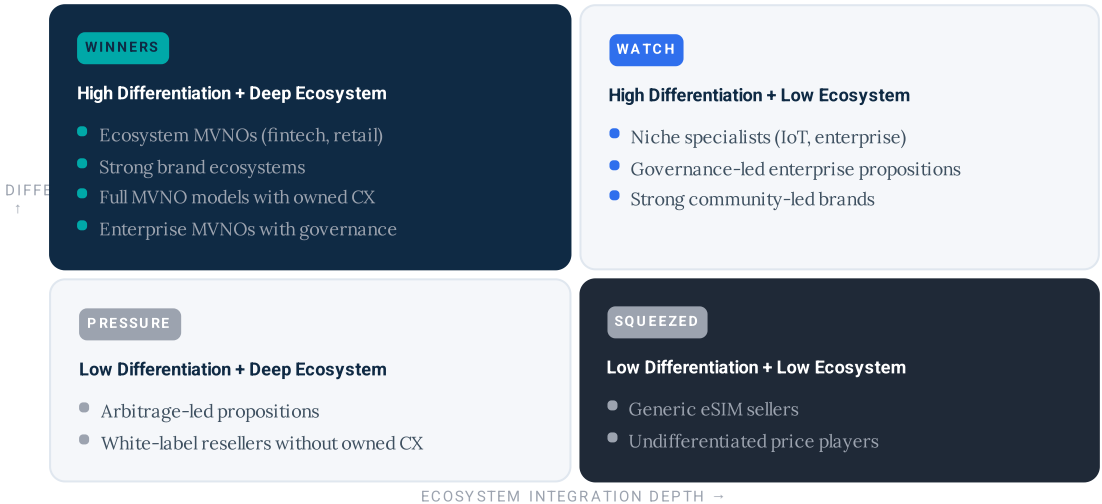 WINNERS
High Differentiation + Deep Ecosystem
Ecosystem MVNOs (fintech, retail)
Strong brand ecosystems
Full MVNO models with owned CX
Enterprise MVNOs with governance
WATCH
High Differentiation + Low Ecosystem
Niche specialists (IoT, enterprise)
Governance-led enterprise propositions
Strong community-led brands
DIFFE
↑
PRESSURE
Low Differentiation + Deep Ecosystem
Arbitrage-led propositions
White-label resellers without owned CX
SQUEEZED
Low Differentiation + Low Ecosystem
Generic eSIM sellers
Undifferentiated price players
ECOSYSTEM INTEGRATION DEPTH →